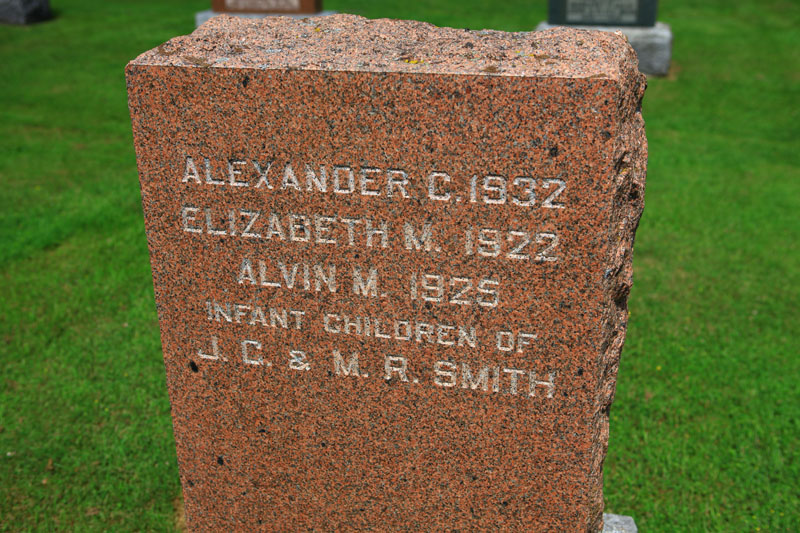 ALEXANDER C. 1932
ELIZABETH M. 1922
ALVIN M. 1925
INFANT CHILDREN OF
J. C. & M. R. SMITH